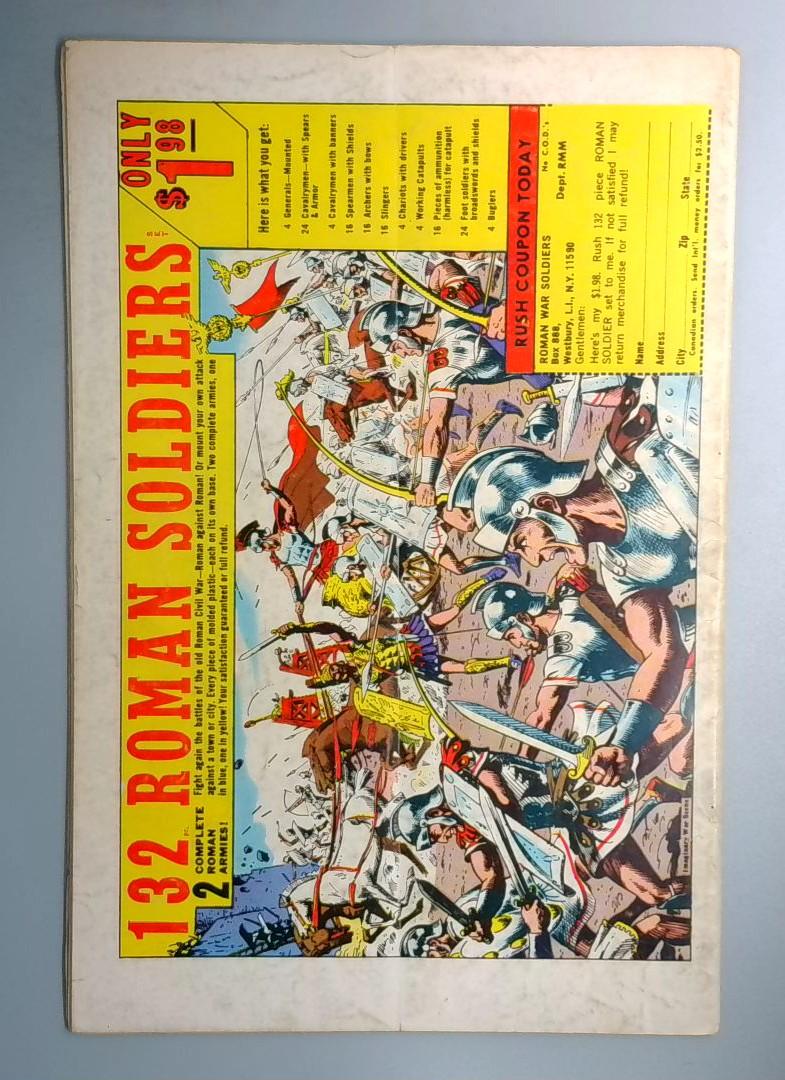 132 PC. ROMAN SOLDIERS SET
ONLY
$1.98
2 COMPLETE
ROMAN
ARMIES!
Fight again the battles of the old Roman Civil War—Roman against Roman! Or mount your own attack
against a town or city. Every piece of molded plastic—each on its own base. Two complete armies, one
in blue, one in yellow! Your satisfaction guaranteed or full refund.
Here is what you get:
4 Generals—Mounted
24 Cavalrymen—with Spears
& Armor
4 Cavalrymen with banners
16 Spearmen with Shields
16 Archers with bows
16 Slingers
4 Chariots with drivers
4 Working Catapults
16 Pieces of ammunition
(harmless) for catapult
24 Foot soldiers with
broadswords and shields
4 Buglers
RUSH COUPON TODAY
No C.O.D.'s
ROMAN WAR SOLDIERS
Box 888, Dept. RMM
Westbury, L.I., N.Y. 11590
Gentlemen:
Here's my $1.98. Rush 132 piece ROMAN
SOLDIER set to me. If not satisfied I may
return merchandise for full refund!
Name
Address
City Zip State
Canadian orders. Send Int'l. money orders for $2.50.
Imaginary War Scene